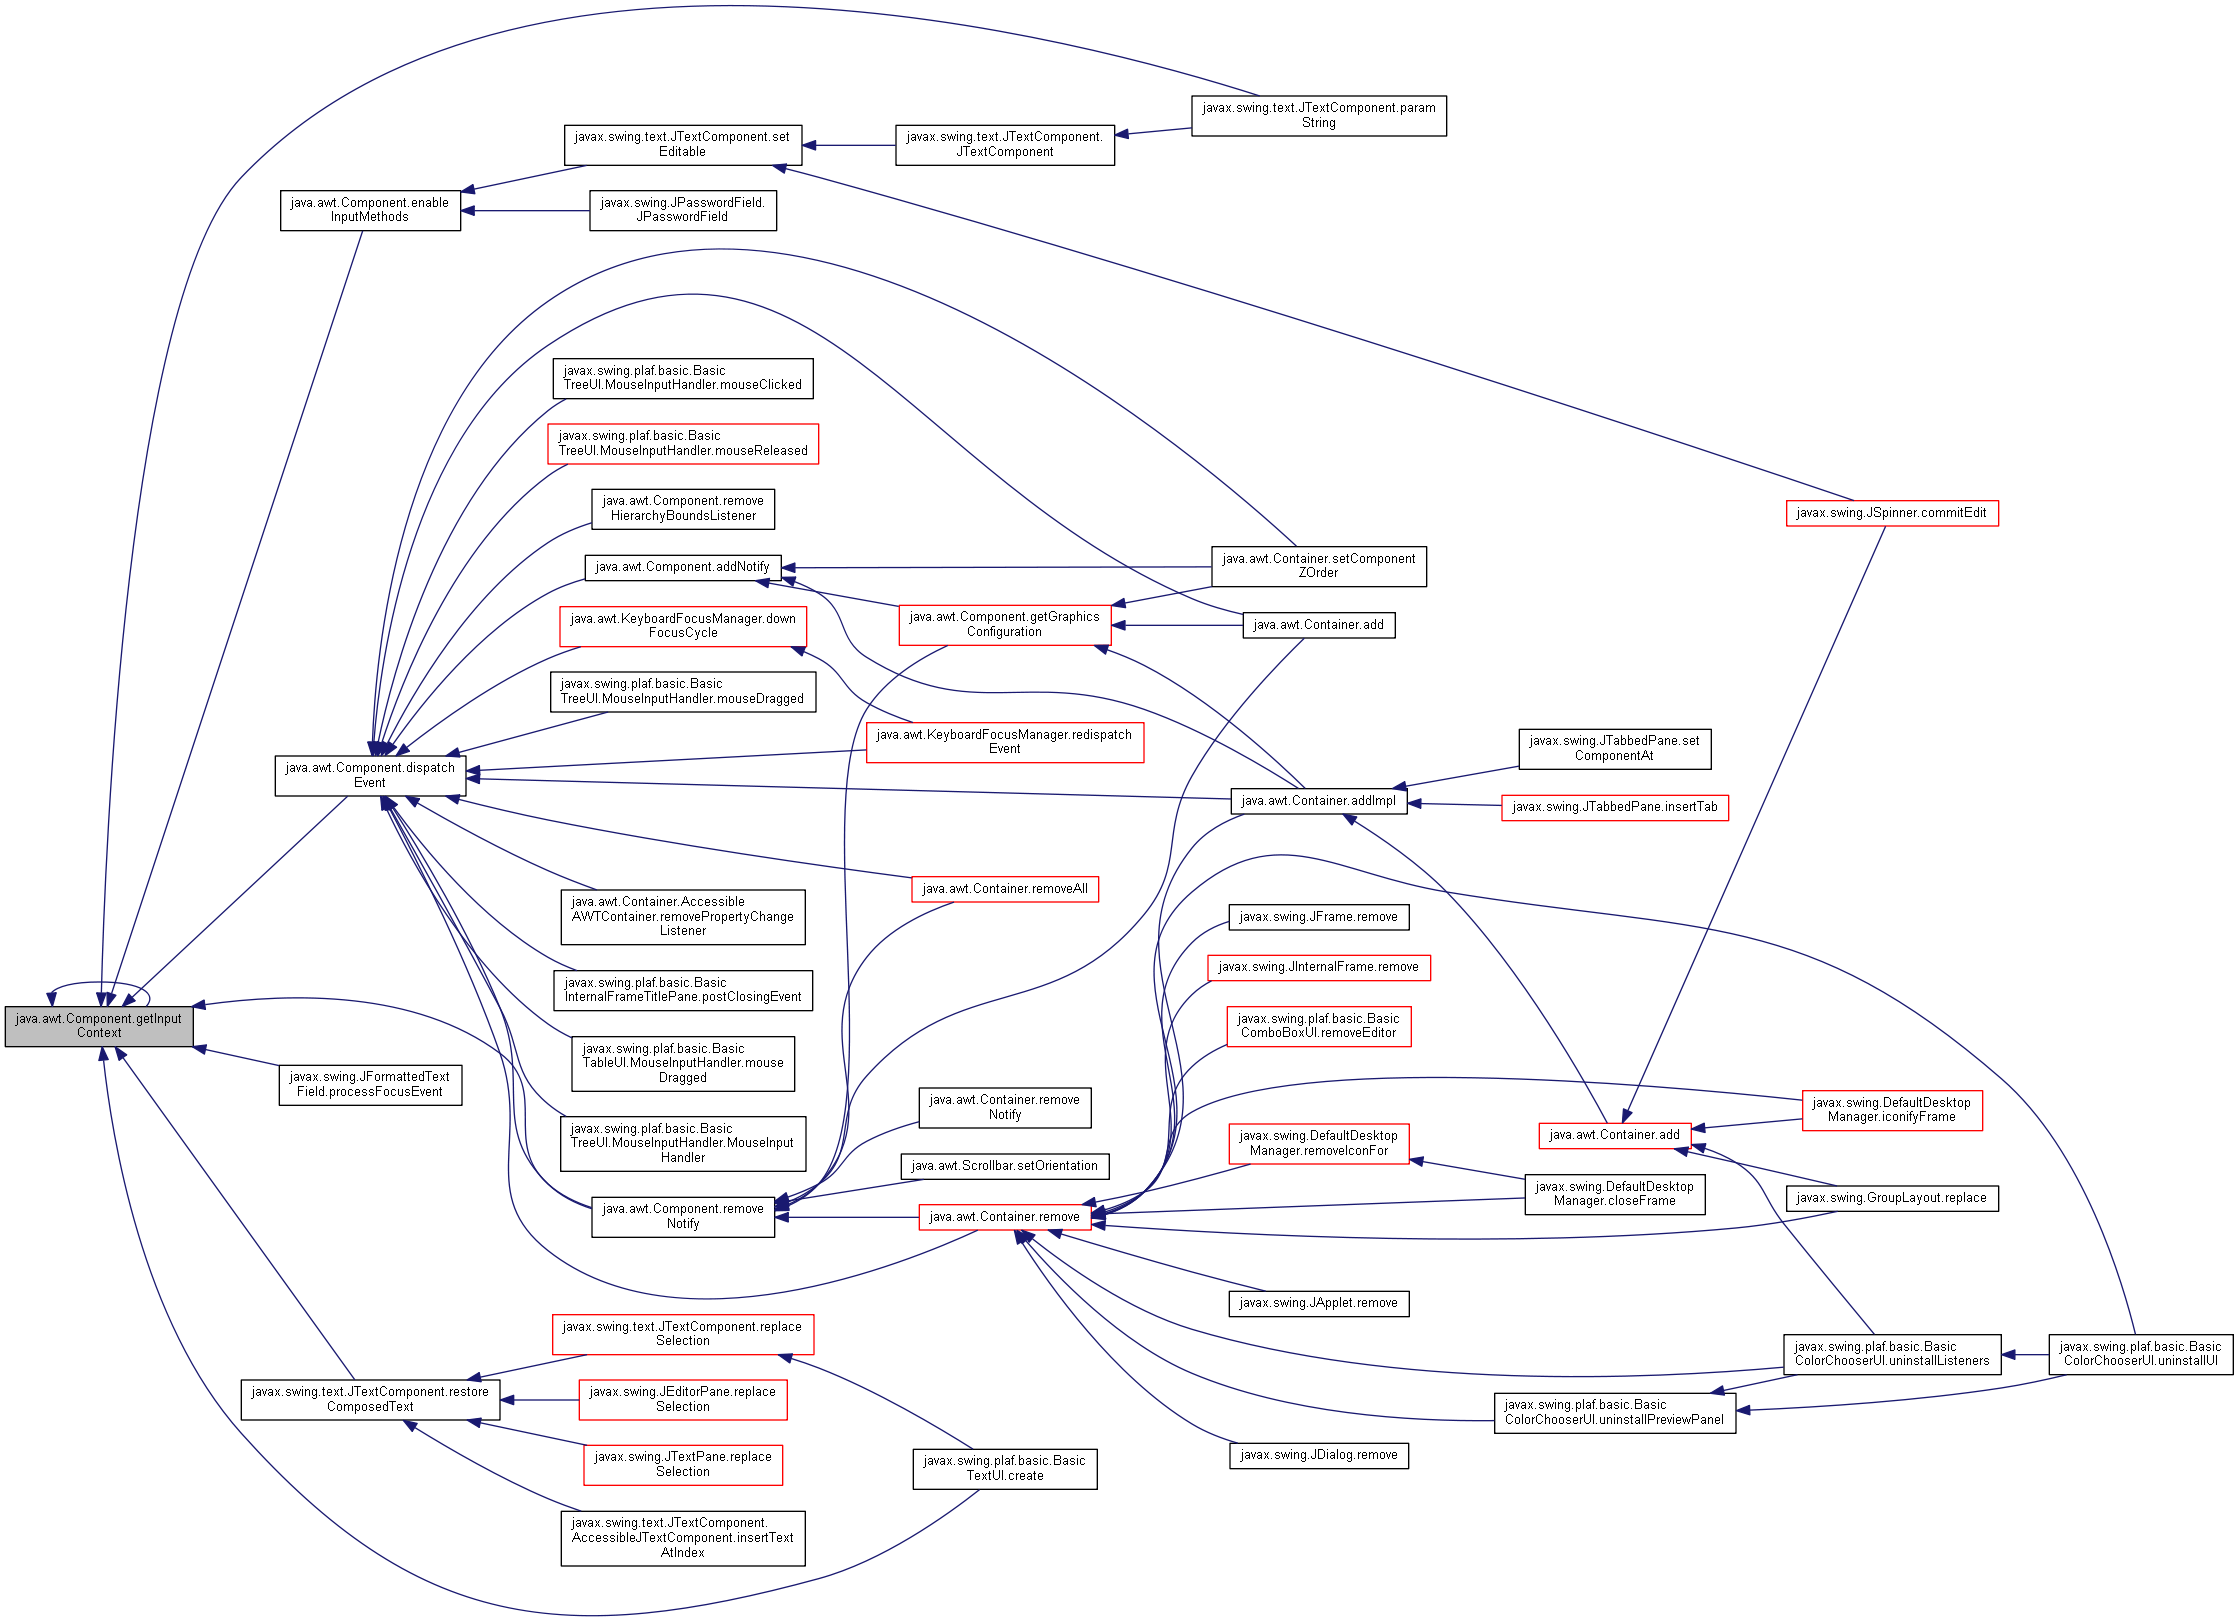 javax.swing.text.JTextComponent.param
String
javax.swing.text.JTextComponent.set
Editable
javax.swing.text.JTextComponent.
JTextComponent
java.awt.Component.enable
InputMethods
javax.swing.JPasswordField.
JPasswordField
javax.swing.plaf.basic.Basic
TreeUI.MouseInputHandler.mouseClicked
javax.swing.plaf.basic.Basic
TreeUI.MouseInputHandler.mouseReleased
java.awt.Component.remove
HierarchyBoundsListener
javax.swing.JSpinner.commitEdit
java.awt.Component.addNotify
java.awt.Container.setComponent
ZOrder
java.awt.KeyboardFocusManager.down
FocusCycle
java.awt.Component.getGraphics
Configuration
java.awt.Container.add
javax.swing.plaf.basic.Basic
TreeUI.MouseInputHandler.mouseDragged
java.awt.KeyboardFocusManager.redispatch
Event
javax.swing.JTabbedPane.set
ComponentAt
java.awt.Component.dispatch
Event
java.awt.Container.addImpl
javax.swing.JTabbedPane.insertTab
java.awt.Container.removeAll
java.awt.Container.Accessible
AWTContainer.removePropertyChange
Listener
javax.swing.JFrame.remove
javax.swing.JInternalFrame.remove
javax.swing.plaf.basic.Basic
InternalFrameTitlePane.postClosingEvent
java.awt.Component.getInput
Context
javax.swing.plaf.basic.Basic
ComboBoxUI.removeEditor
javax.swing.plaf.basic.Basic
TableUI.MouseInputHandler.mouse
Dragged
javax.swing.JFormattedText
Field.processFocusEvent
java.awt.Container.remove
Notify
javax.swing.DefaultDesktop
Manager.iconifyFrame
javax.swing.plaf.basic.Basic
TreeUI.MouseInputHandler.MouseInput
Handler
javax.swing.DefaultDesktop
Manager.removeIconFor
java.awt.Container.add
java.awt.Scrollbar.setOrientation
javax.swing.DefaultDesktop
Manager.closeFrame
javax.swing.GroupLayout.replace
java.awt.Component.remove
Notify
java.awt.Container.remove
javax.swing.JApplet.remove
javax.swing.text.JTextComponent.replace
Selection
javax.swing.plaf.basic.Basic
ColorChooserUI.uninstallListeners
javax.swing.plaf.basic.Basic
ColorChooserUI.uninstallUI
javax.swing.text.JTextComponent.restore
ComposedText
javax.swing.JEditorPane.replace
Selection
javax.swing.plaf.basic.Basic
ColorChooserUI.uninstallPreviewPanel
javax.swing.JTextPane.replace
Selection
javax.swing.JDialog.remove
javax.swing.plaf.basic.Basic
TextUI.create
javax.swing.text.JTextComponent.
AccessibleJTextComponent.insertText
AtIndex